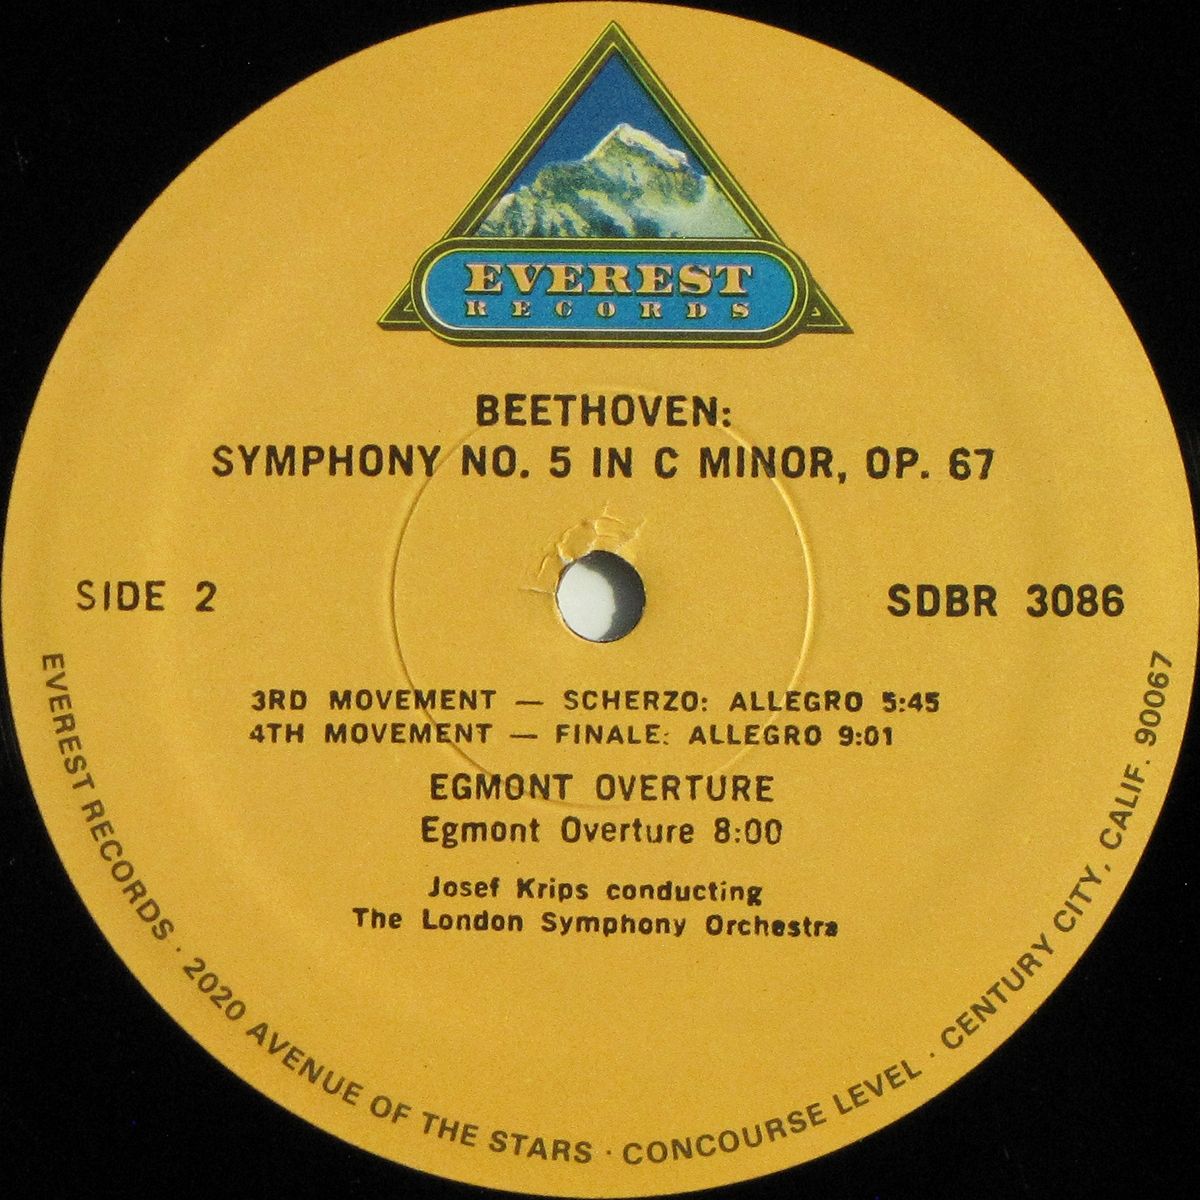 EVEREST
RECORDS
BEETHOVEN:
SYMPHONY NO. 5 IN C MINOR, OP. 67
SIDE 2
SDBR 3086
3RD MOVEMENT — SCHERZO: ALLEGRO 5:45
4TH MOVEMENT — FINALE: ALLEGRO 9:01
EGMONT OVERTURE
Egmont Overture 8:00
Josef Krips conducting
The London Symphony Orchestra
EVEREST RECORDS · 2020 AVENUE OF THE STARS · CONCOURSE LEVEL · CENTURY CITY, CALIF. 90067